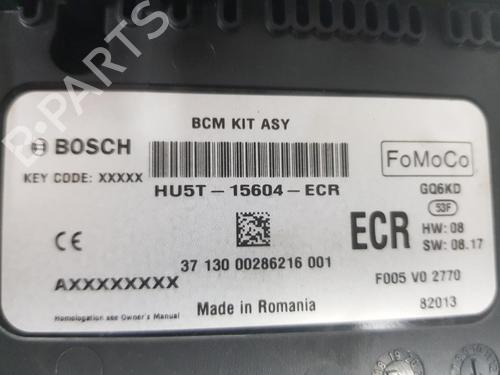 BCM KIT ASY
BOSCH
KEY CODE: XXXXX
HU5T-15604-ECR
FoMoCo
GQ6KD
53F
HW: 08
SW: 08.17
ECR
CE
37 130 00286216 001
F005 V0 2770
AXXXXXXXXX
Made in Romania
82013
Homologation see Owner's Manual
B-PARTS